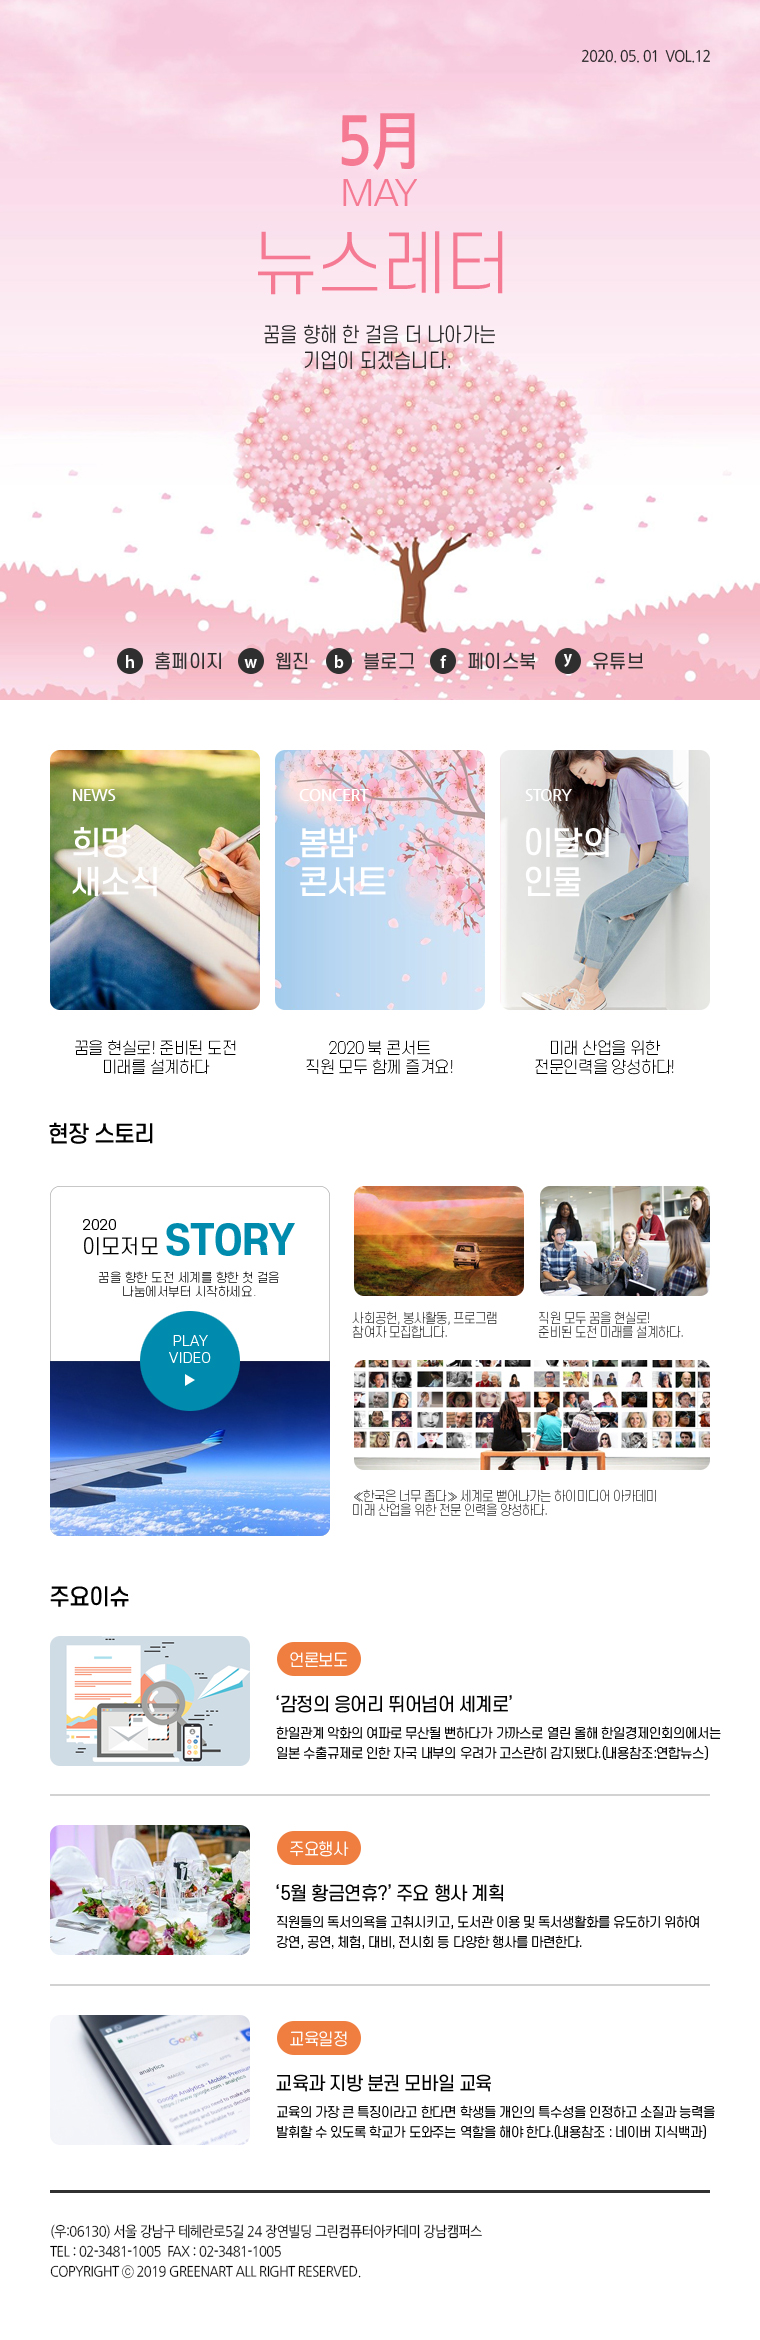 2020. 05. 01 VOL.12
5月
MAY
뉴스레터
꿈을 향해 한 걸음 더 나아가는
기업이 되겠습니다.
h 홈페이지 w 웹진 b 블로그 f 페이스북 y 유튜브
NEWS
희망
새소식
CONCERT
봄밤
콘서트
STORY
이달의
인물
꿈을 현실로! 준비된 도전
미래를 설계하다
2020 북 콘서트
직원 모두 함께 즐겨요!
미래 산업을 위한
전문인력을 양성하다!
현장 스토리
2020
이모저모 STORY
꿈을 향한 도전 세계를 향한 첫 걸음
나눔에서부터 시작하세요.
PLAY
VIDEO
사회공헌, 봉사활동, 프로그램
참여자 모집합니다.
직원 모두 꿈을 현실로!
준비된 도전 미래를 설계하다.
≪한국은 너무 좁다≫ 세계로 뻗어나가는 하이미디어 아카데미
미래 산업을 위한 전문 인력을 양성하다.
주요이슈
언론보도
‘감정의 응어리 뛰어넘어 세계로’
한일관계 악화의 여파로 무산될 뻔하다가 가까스로 열린 올해 한일경제인회의에서는
일본 수출규제로 인한 자국 내부의 우려가 고스란히 감지됐다.(내용참조:연합뉴스)
주요행사
‘5월 황금연휴?’ 주요 행사 계획
직원들의 독서의욕을 고취시키고, 도서관 이용 및 독서생활화를 유도하기 위하여
강연, 공연, 체험, 대비, 전시회 등 다양한 행사를 마련한다.
Google
analytics
Google Analytics - Mobile, Premium
https://www.google.com/analytics
교육일정
교육과 지방 분권 모바일 교육
교육의 가장 큰 특징이라고 한다면 학생들 개인의 특수성을 인정하고 소질과 능력을
발휘할 수 있도록 학교가 도와주는 역할을 해야 한다.(내용참조 : 네이버 지식백과)
(우:06130) 서울 강남구 테헤란로5길 24 장연빌딩 그린컴퓨터아카데미 강남캠퍼스
TEL : 02-3481-1005 FAX : 02-3481-1005
COPYRIGHT ⓒ 2019 GREENART ALL RIGHT RESERVED.